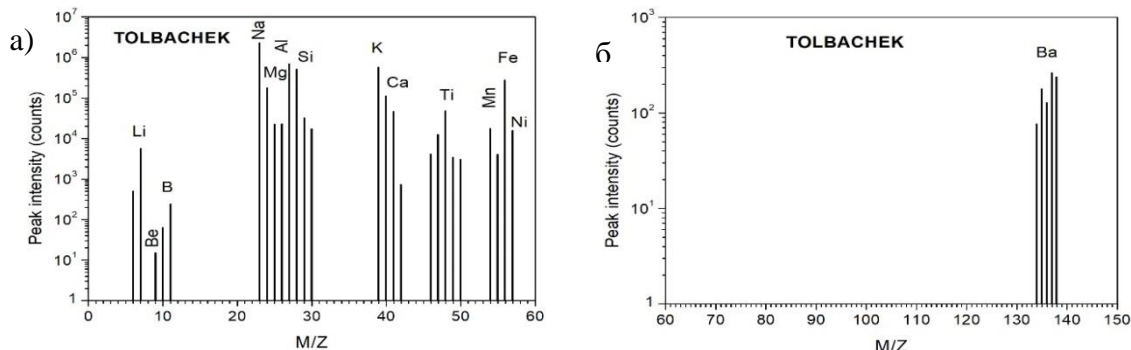 а)
TOLBACHEK
Peak intensity (counts)
10^7
10^6
10^5
10^4
10^3
10^2
10^1
1
Li
Be
B
Na
Mg
Al
Si
K
Ca
Ti
Mn
Fe
Ni
0 10 20 30 40 50 60
M/Z
б
TOLBACHEK
Peak intensity (counts)
10^3
10^2
10^1
1
Ba
60 70 80 90 100 110 120 130 140 150
M/Z